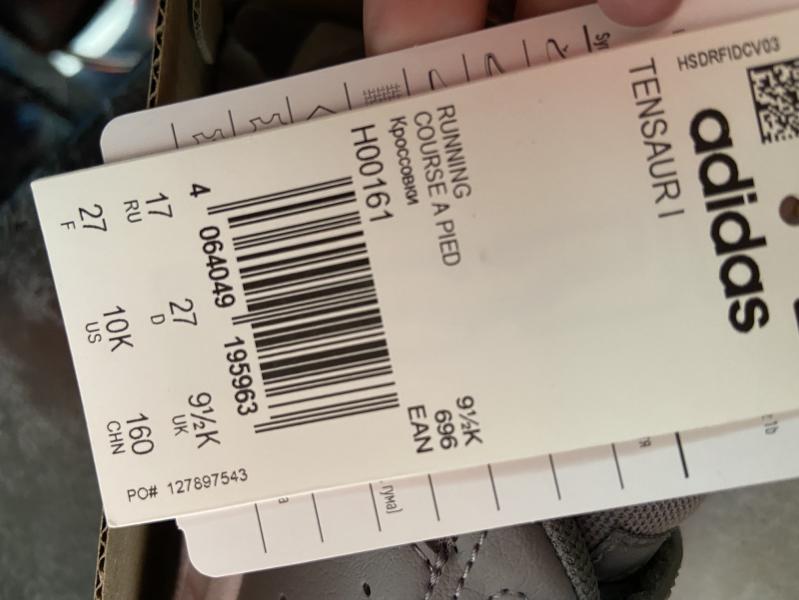 HSDRFIDCV03
adidas
TENSAUR I
RUNNING
COURSE A PIED
Кроссовки
H00161
9½K
696
EAN
4 064049 195963
17
RU
27
D
9½K
UK
27
F
10K
US
160
CHN
PO# 127897543
гума)